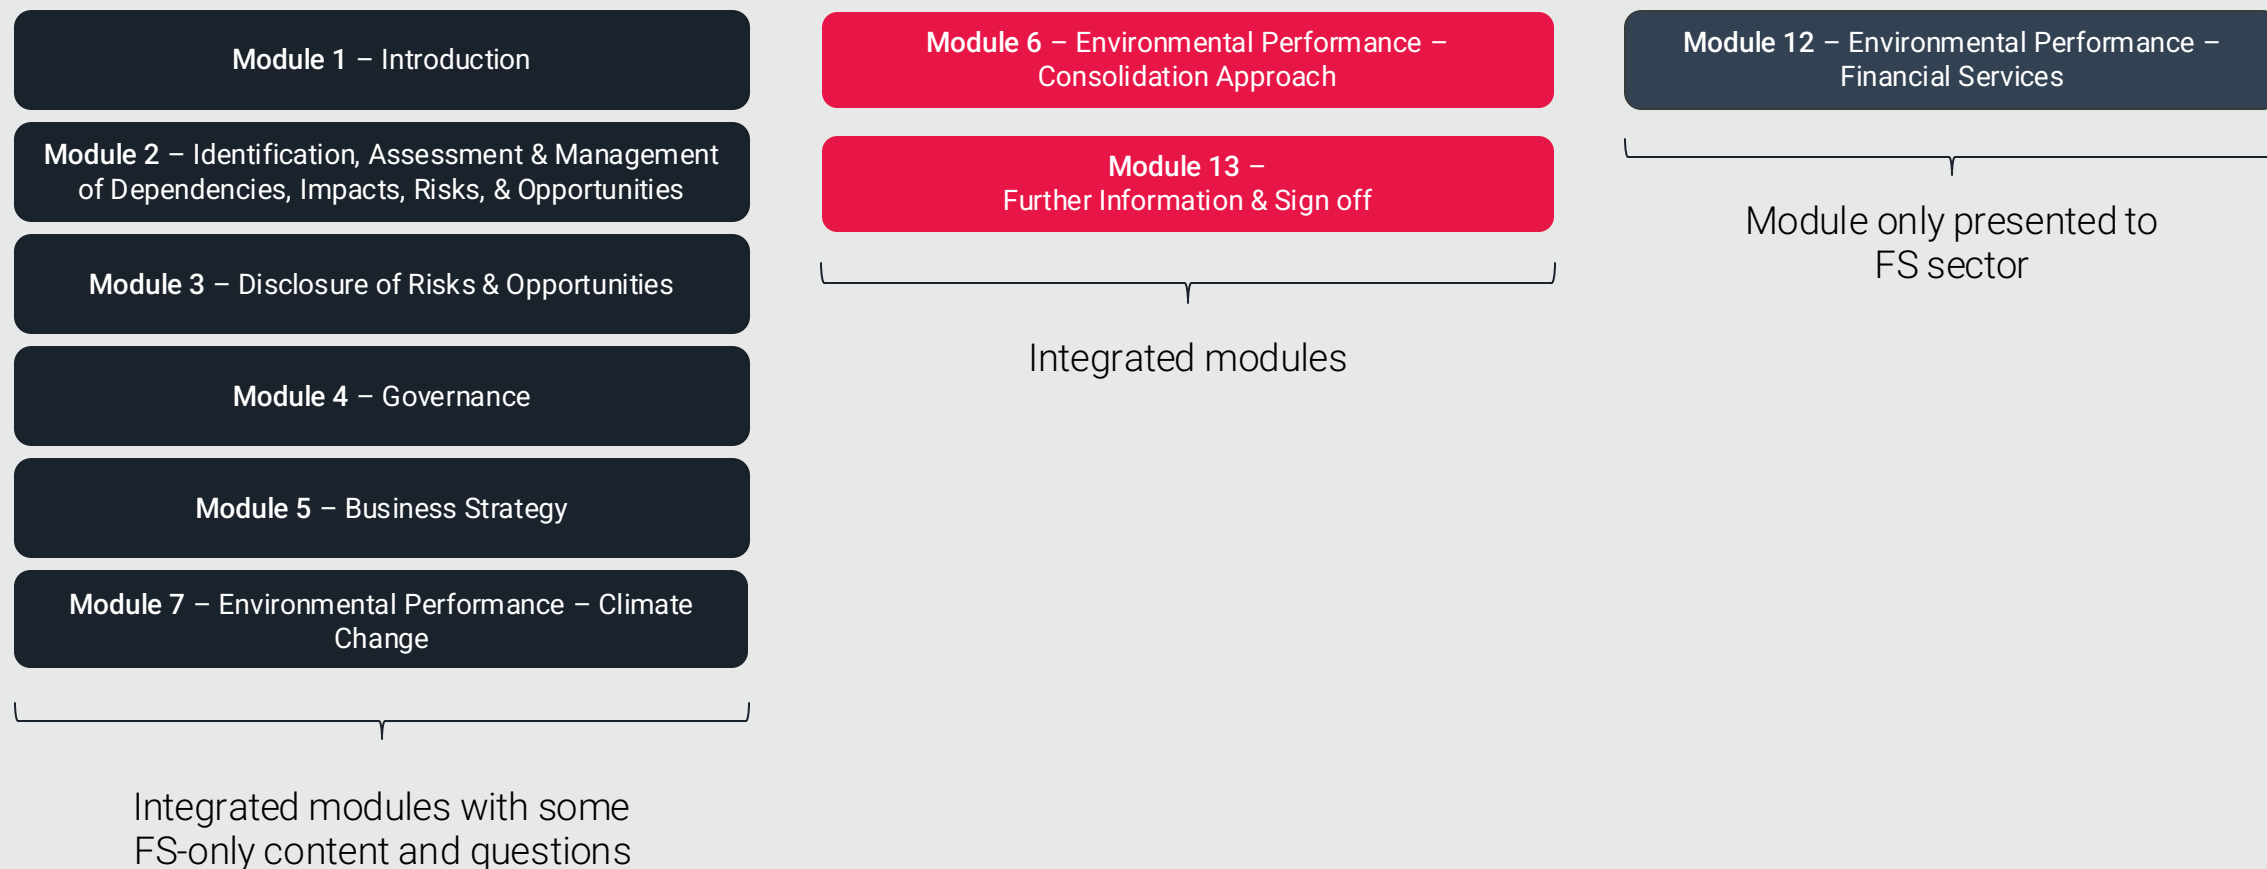 Module 1 – Introduction
Module 2 – Identification, Assessment & Management
of Dependencies, Impacts, Risks, & Opportunities
Module 3 – Disclosure of Risks & Opportunities
Module 4 – Governance
Module 5 – Business Strategy
Module 7 – Environmental Performance – Climate
Change
Integrated modules with some
FS-only content and questions
Module 6 – Environmental Performance –
Consolidation Approach
Module 13 –
Further Information & Sign off
Integrated modules
Module 12 – Environmental Performance –
Financial Services
Module only presented to
FS sector